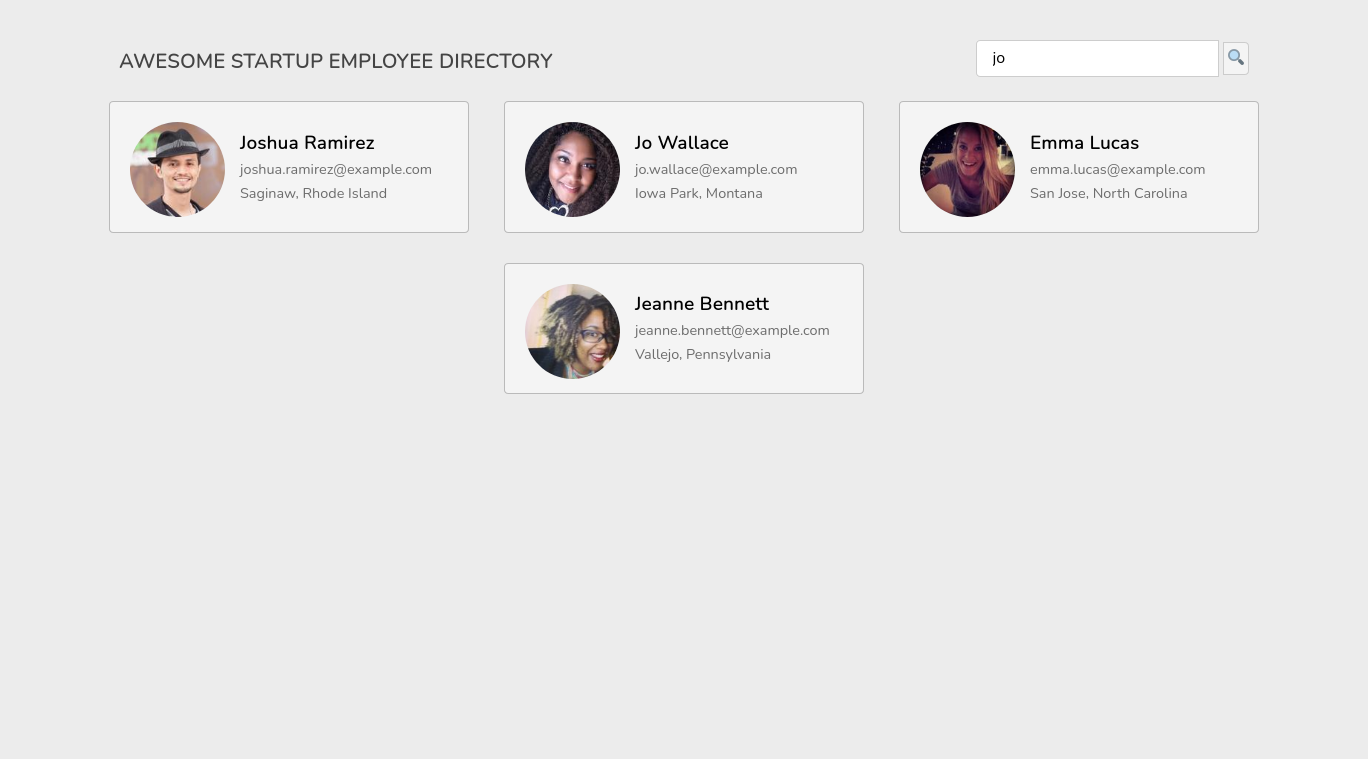 AWESOME STARTUP EMPLOYEE DIRECTORY
jo
Joshua Ramirez
joshua.ramirez@example.com
Saginaw, Rhode Island
Jo Wallace
jo.wallace@example.com
Iowa Park, Montana
Emma Lucas
emma.lucas@example.com
San Jose, North Carolina
Jeanne Bennett
jeanne.bennett@example.com
Vallejo, Pennsylvania